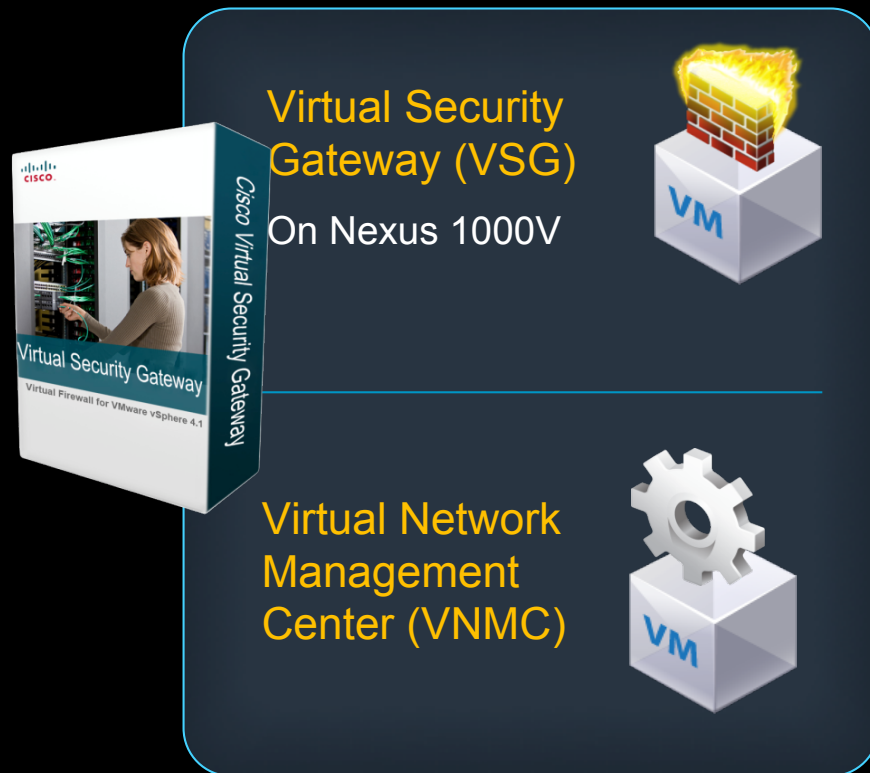 Virtual Security
Gateway (VSG)
On Nexus 1000V
VM
CISCO
Virtual Security Gateway
Virtual Firewall for VMware vSphere 4.1
Cisco Virtual Security Gateway
Virtual Network
Management
Center (VNMC)
VM